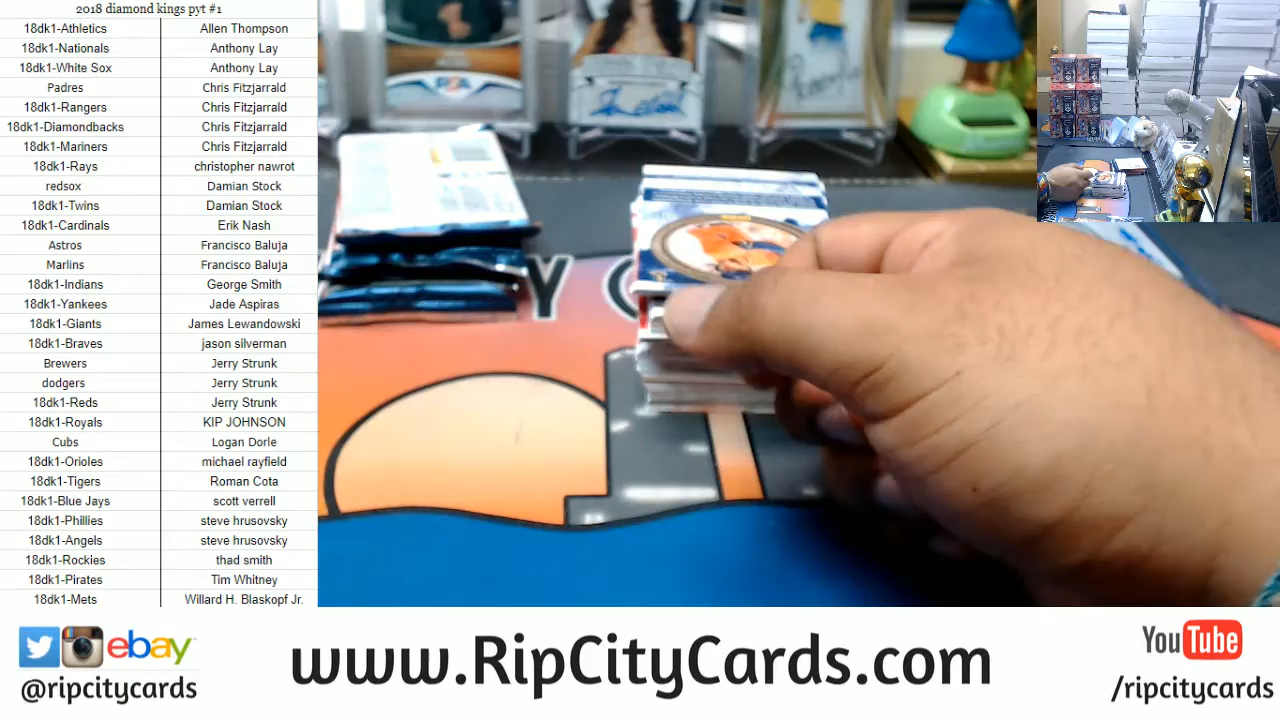 2018 diamond kings pyt #1
18dk1-Athletics Allen Thompson
18dk1-Nationals Anthony Lay
18dk1-White Sox Anthony Lay
Padres Chris Fitzjarrald
18dk1-Rangers Chris Fitzjarrald
18dk1-Diamondbacks Chris Fitzjarrald
18dk1-Mariners Chris Fitzjarrald
18dk1-Rays christopher nawrot
redsox Damian Stock
18dk1-Twins Damian Stock
18dk1-Cardinals Erik Nash
Astros Francisco Baluja
Marlins Francisco Baluja
18dk1-Indians George Smith
18dk1-Yankees Jade Aspiras
18dk1-Giants James Lewandowski
18dk1-Braves jason silverman
Brewers Jerry Strunk
dodgers Jerry Strunk
18dk1-Reds Jerry Strunk
18dk1-Royals KIP JOHNSON
Cubs Logan Dorle
18dk1-Orioles michael rayfield
18dk1-Tigers Roman Cota
18dk1-Blue Jays scott verrell
18dk1-Phillies steve hrusovsky
18dk1-Angels steve hrusovsky
18dk1-Rockies thad smith
18dk1-Pirates Tim Whitney
18dk1-Mets Willard H. Blaskopf Jr.
Y
ebay
@ripcitycards
www.RipCityCards.com
YouTube
/ripcitycards